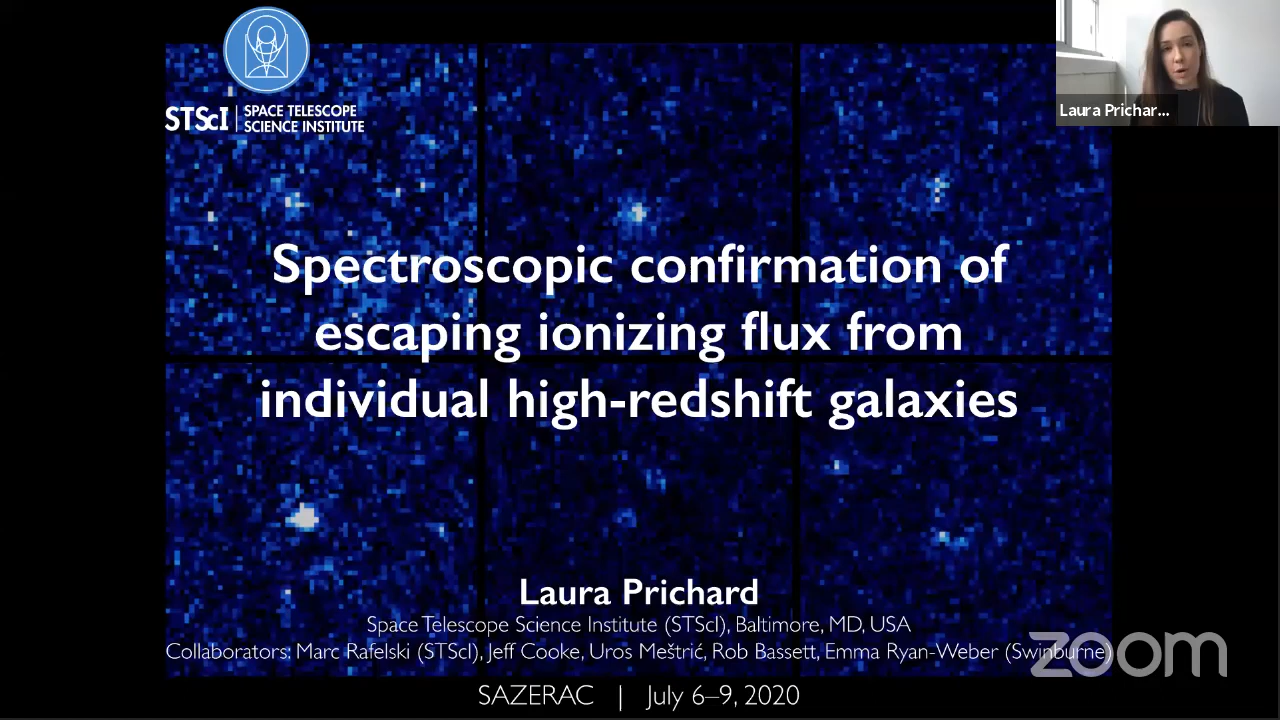 STScI | SPACE TELESCOPE
SCIENCE INSTITUTE
Laura Prichar...
Spectroscopic confirmation of
escaping ionizing flux from
individual high-redshift galaxies
Laura Prichard
Space Telescope Science Institute (STScI), Baltimore, MD, USA
Collaborators: Marc Rafelski (STScI), Jeff Cooke, Uros Meštrić, Rob Bassett, Emma Ryan-Weber (Swinburne)
zoom
SAZERAC | July 6–9, 2020